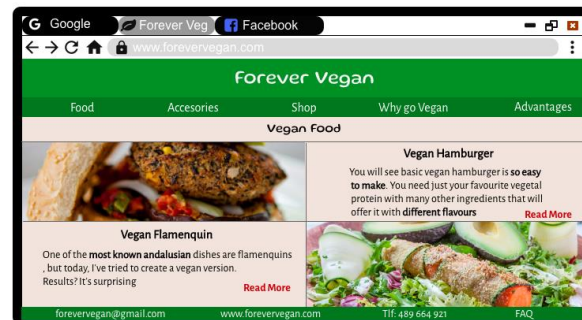 G Google Forever Veg Facebook
www.forevervegan.com
Forever Vegan
Food Accesories Shop Why go Vegan Advantages
Vegan Food
Vegan Hamburger
You will see basic vegan hamburger is so easy
to make. You need just your favourite vegetal
protein with many other ingredients that will
offer it with different flavours Read More
Vegan Flamenquin
One of the most known andalusian dishes are flamenquins
, but today, I've tried to create a vegan version.
Results? It's surprising
Read More
forevervegan@gmail.com www.forevervegan.com Tlf: 489 664 921 FAQ